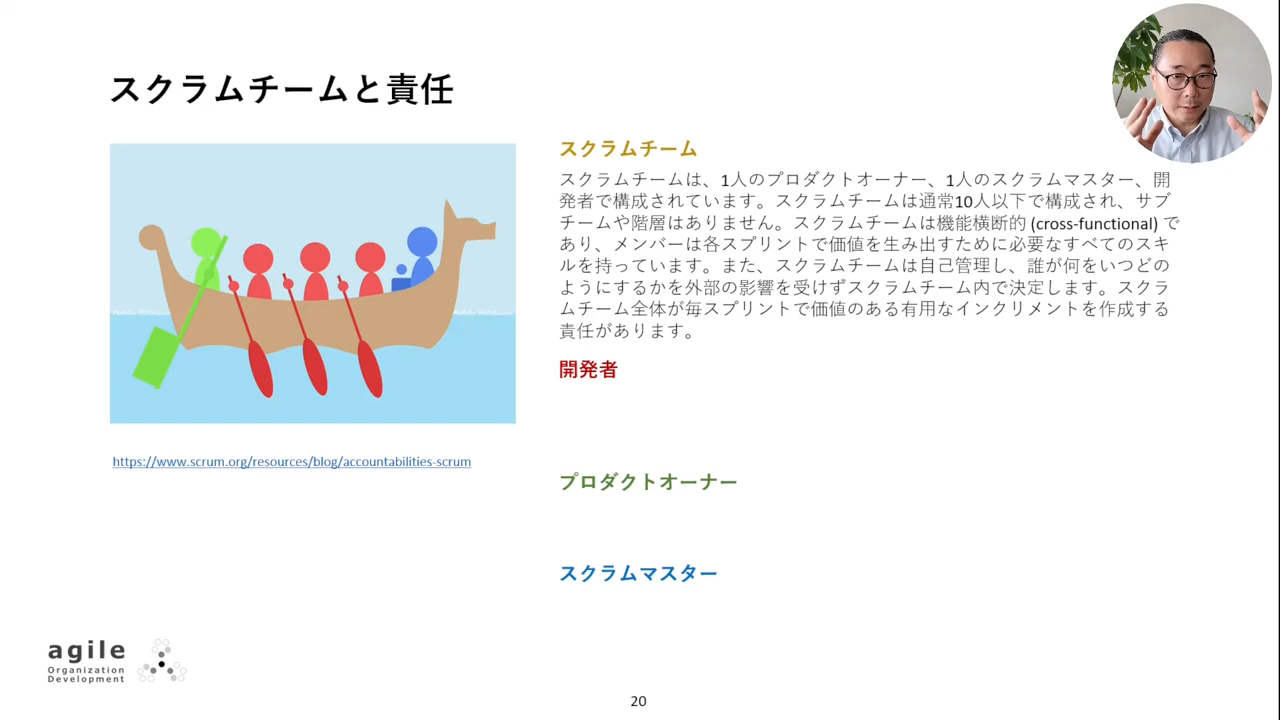 スクラムチームと責任
スクラムチーム
スクラムチームは、1人のプロダクトオーナー、1人のスクラムマスター、開
発者で構成されています。スクラムチームは通常10人以下で構成され、サブ
チームや階層はありません。スクラムチームは機能横断的 (cross-functional) で
あり、メンバーは各スプリントで価値を生み出すために必要なすべてのスキ
ルを持っています。また、スクラムチームは自己管理し、誰が何をいつどの
ようにするかを外部の影響を受けずスクラムチーム内で決定します。スクラ
ムチーム全体が毎スプリントで価値のある有用なインクリメントを作成する
責任があります。
開発者
https://www.scrum.org/resources/blog/accountabilities-scrum
プロダクトオーナー
スクラムマスター
agile
Organization
Development
20